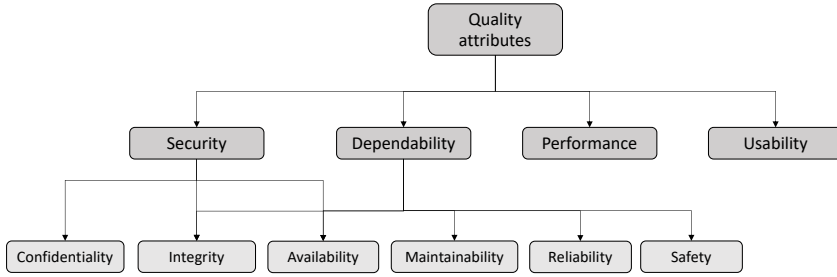 Quality
attributes
Security
Dependability
Performance
Usability
Confidentiality
Integrity
Availability
Maintainability
Reliability
Safety